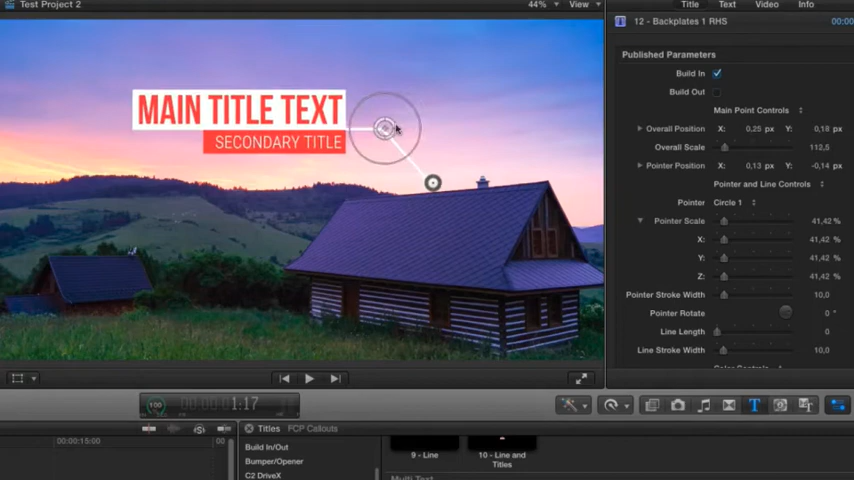 Test Project 2
44%
View
Title
Text
Video
Info
12 - Backplates 1 RHS
Published Parameters
Build In
Build Out
Main Point Controls
Overall Position X: 0,25 px Y: 0,18 px
Overall Scale 112,5
Pointer Position X: 0,13 px Y: -0,14 px
Pointer and Line Controls
Pointer Circle 1
Pointer Scale 41,42 %
X: 41,42 %
Y: 41,42 %
Z: 41,42 %
Pointer Stroke Width 10,0
Pointer Rotate 0 °
Line Length 0
Line Stroke Width 10,0
MAIN TITLE TEXT
SECONDARY TITLE
100
1:17
00:00:15:00
00
Titles
FCP Callouts
Build In/Out
Bumper/Opener
C2 DriveX
9 - Line
10 - Line and
Titles